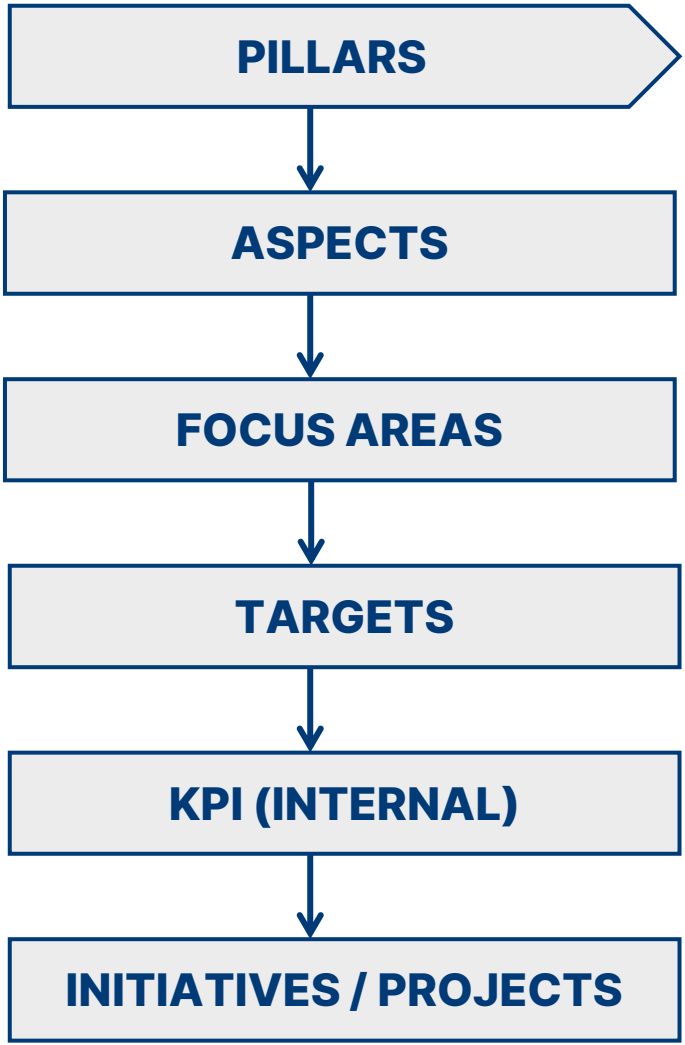 PILLARS
ASPECTS
FOCUS AREAS
TARGETS
KPI (INTERNAL)
INITIATIVES / PROJECTS